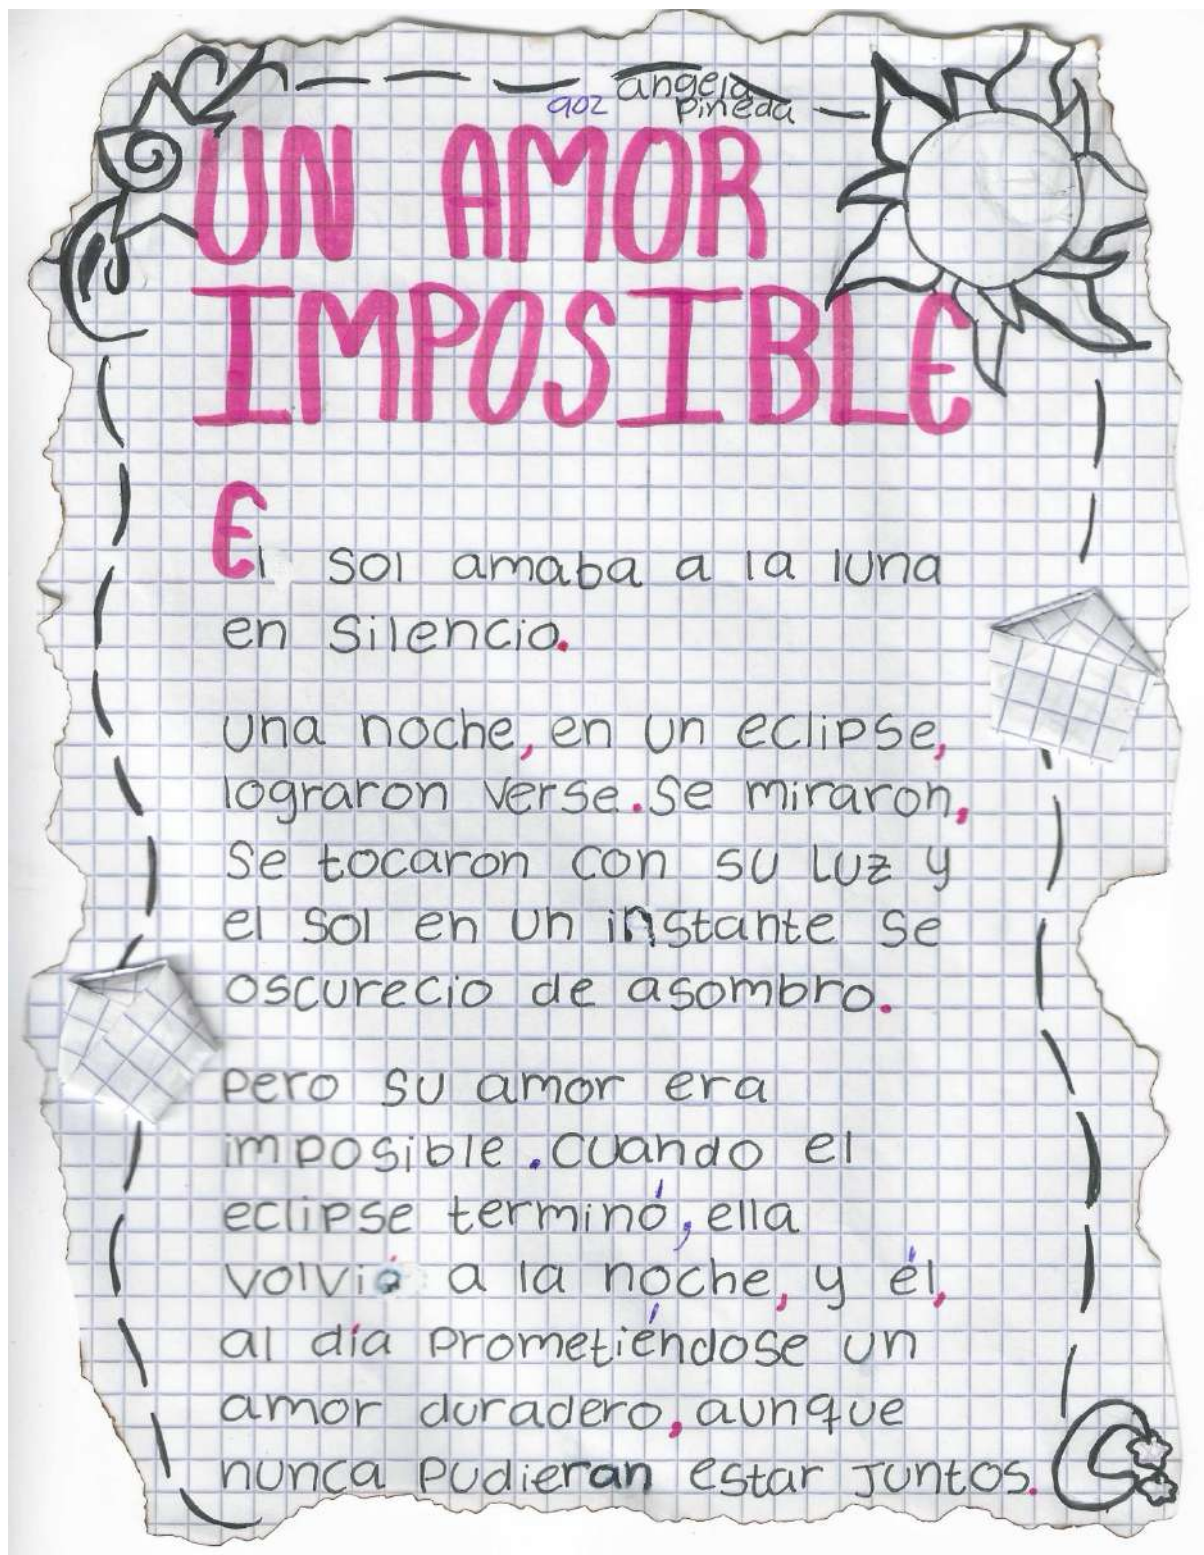 angela
902 pineda
UN AMOR
IMPOSIBLE
El sol amaba a la luna
en silencio.
una noche, en un eclipse,
lograron verse. Se miraron,
se tocaron con su luz y
el sol en un instante se
oscurecio de asombro.
pero su amor era
imposible. Cuando el
eclipse terminó, ella
volvió a la noche, y él,
al día prometiéndose un
amor duradero, aunque
nunca pudieran estar juntos.